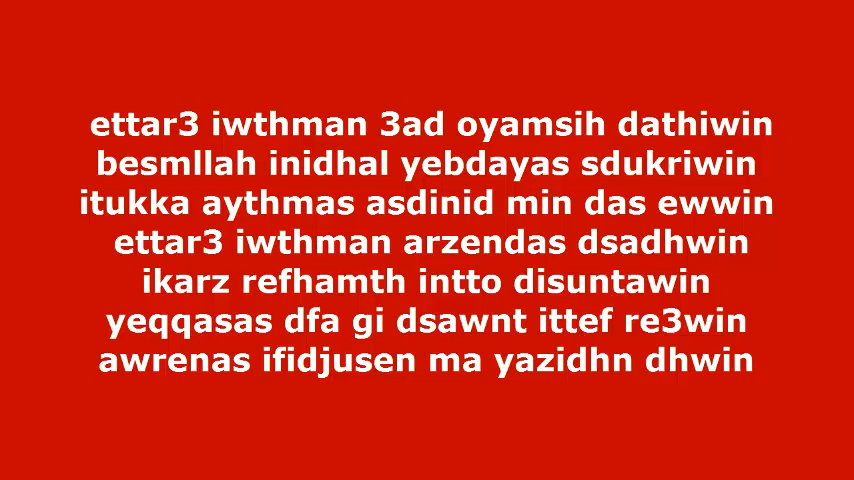 ettar3 iwthman 3ad oyamsih dathiwin
besmllah inidhal yebdayas sdukriwin
itukka aythmas asdinid min das ewwin
ettar3 iwthman arzendas dsadhwin
ikarz refhamth intto disuntawin
yeqqasas dfa gi dsawnt ittef re3win
awrenas ifidjusen ma yazidhn dhwin